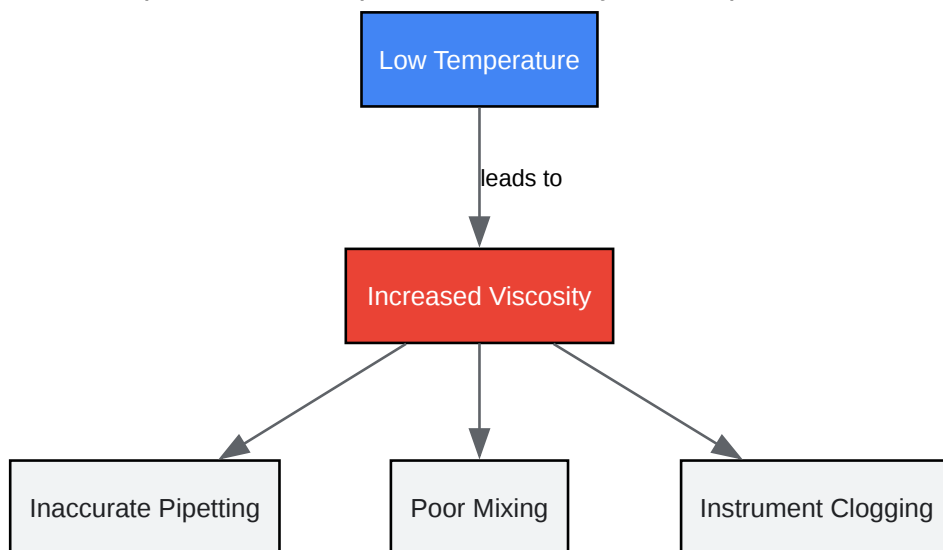 Low Temperature
leads to
Increased Viscosity
Inaccurate Pipetting
Poor Mixing
Instrument Clogging